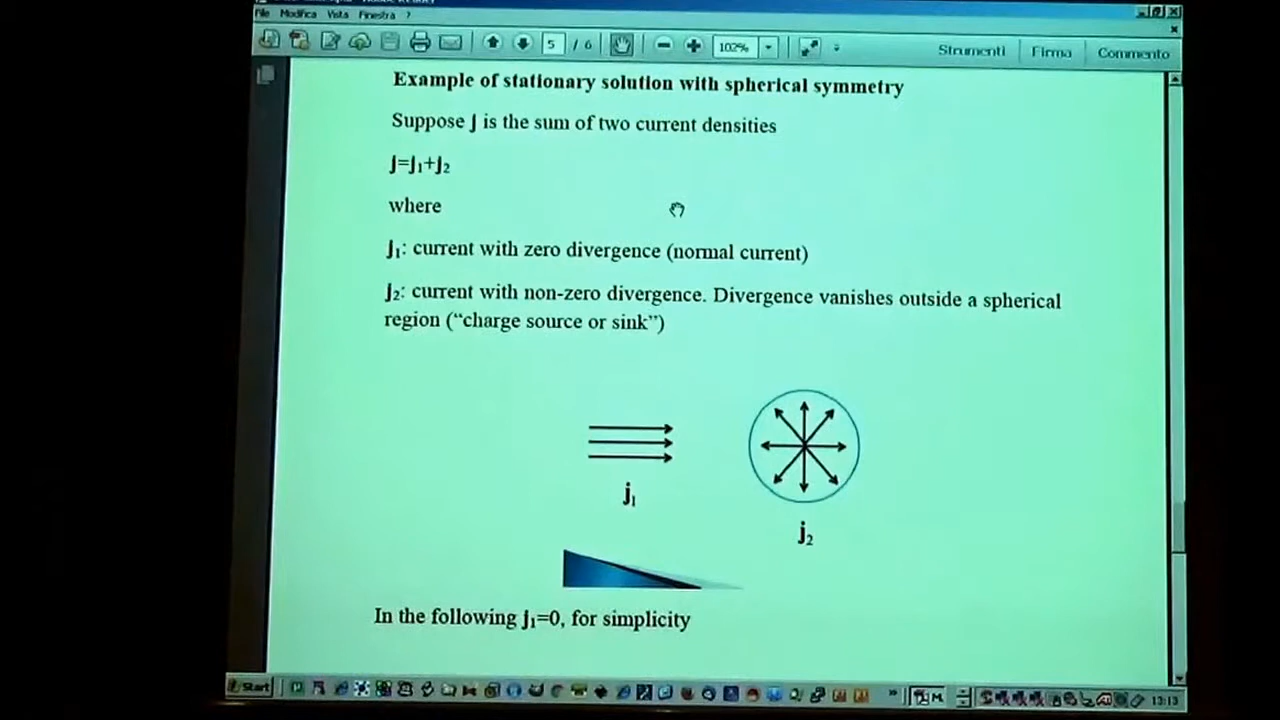 File Modifica Vista Finestra ?
5 / 6 102% Strumenti Firma Commento
Example of stationary solution with spherical symmetry
Suppose J is the sum of two current densities
J=J₁+J₂
where
J₁: current with zero divergence (normal current)
J₂: current with non-zero divergence. Divergence vanishes outside a spherical
region (“charge source or sink”)
j₁
j₂
In the following j₁=0, for simplicity
Start 13:13